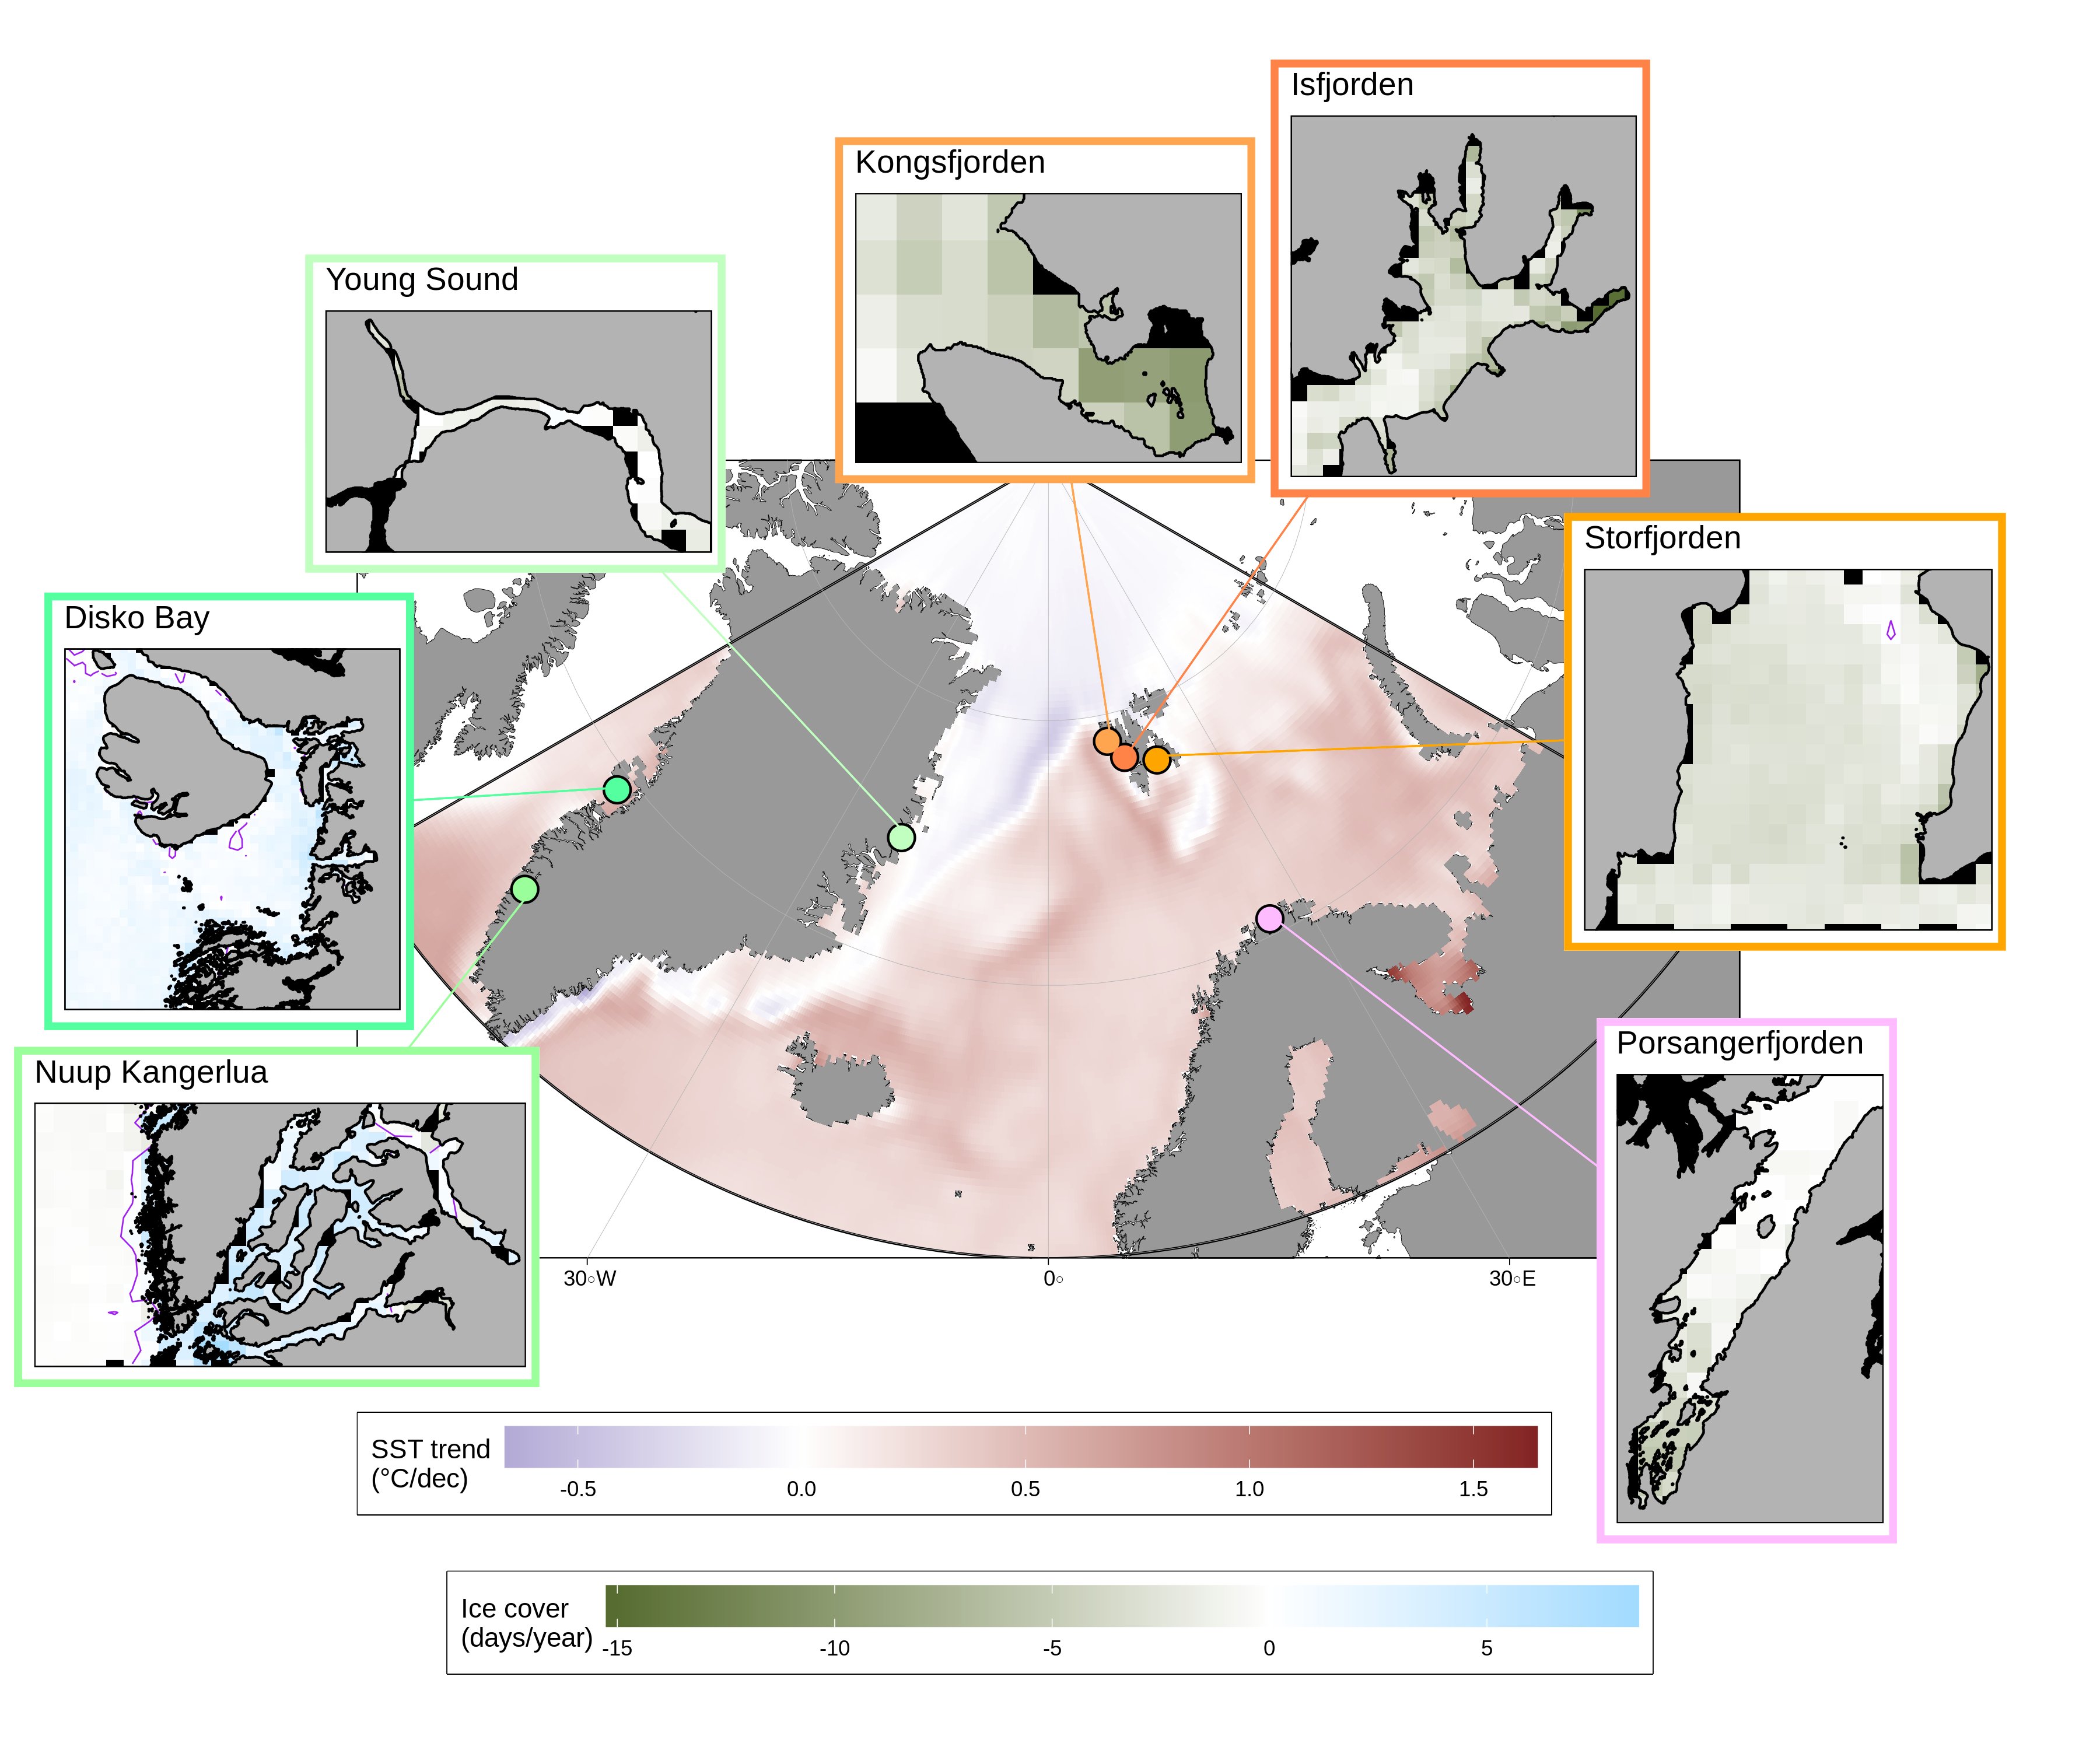 Isfjorden
Kongsfjorden
Young Sound
Storfjorden
Disko Bay
Porsangerfjorden
Nuup Kangerlua
30°W
0°
30°E
SST trend
(°C/dec)
-0.5
0.0
0.5
1.0
1.5
Ice cover
(days/year)
-15
-10
-5
0
5